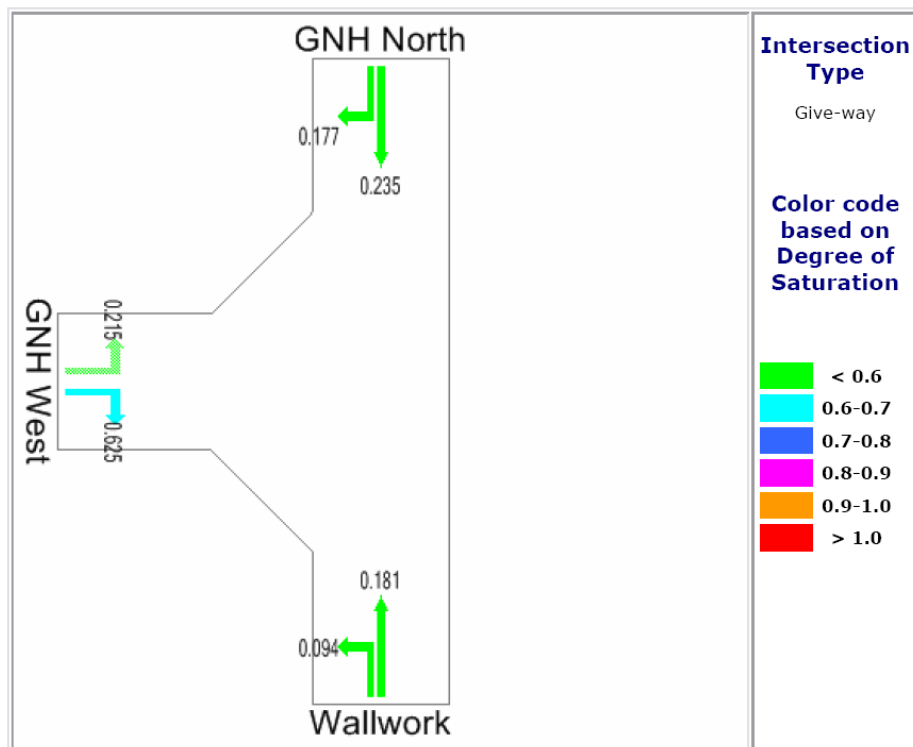 GNH North
0.177
0.235
GNH West
0.215
0.625
0.181
0.094
Wallwork
Intersection
Type
Give-way
Color code
based on
Degree of
Saturation
< 0.6
0.6-0.7
0.7-0.8
0.8-0.9
0.9-1.0
> 1.0